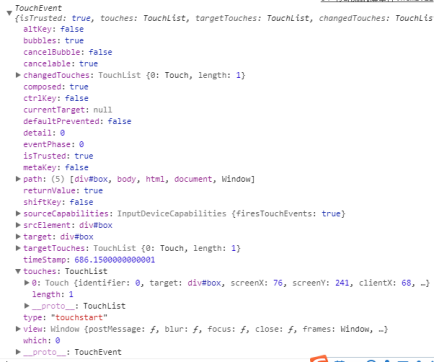 TouchEvent
{isTrusted: true, touches: TouchList, targetTouches: TouchList, changedTouches: TouchLis
altKey: false
bubbles: true
cancelBubble: false
cancelable: true
changedTouches: TouchList {0: Touch, length: 1}
composed: true
ctrlKey: false
currentTarget: null
defaultPrevented: false
detail: 0
eventPhase: 0
isTrusted: true
metaKey: false
path: (5) [div#box, body, html, document, Window]
returnValue: true
shiftKey: false
sourceCapabilities: InputDeviceCapabilities {firesTouchEvents: true}
srcElement: div#box
target: div#box
targetTouches: TouchList {0: Touch, length: 1}
timeStamp: 686.1500000000001
touches: TouchList
0: Touch {identifier: 0, target: div#box, screenX: 76, screenY: 241, clientX: 68, …}
length: 1
__proto__: TouchList
type: "touchstart"
view: Window {postMessage: ƒ, blur: ƒ, focus: ƒ, close: ƒ, frames: Window, …}
which: 0
__proto__: TouchEvent